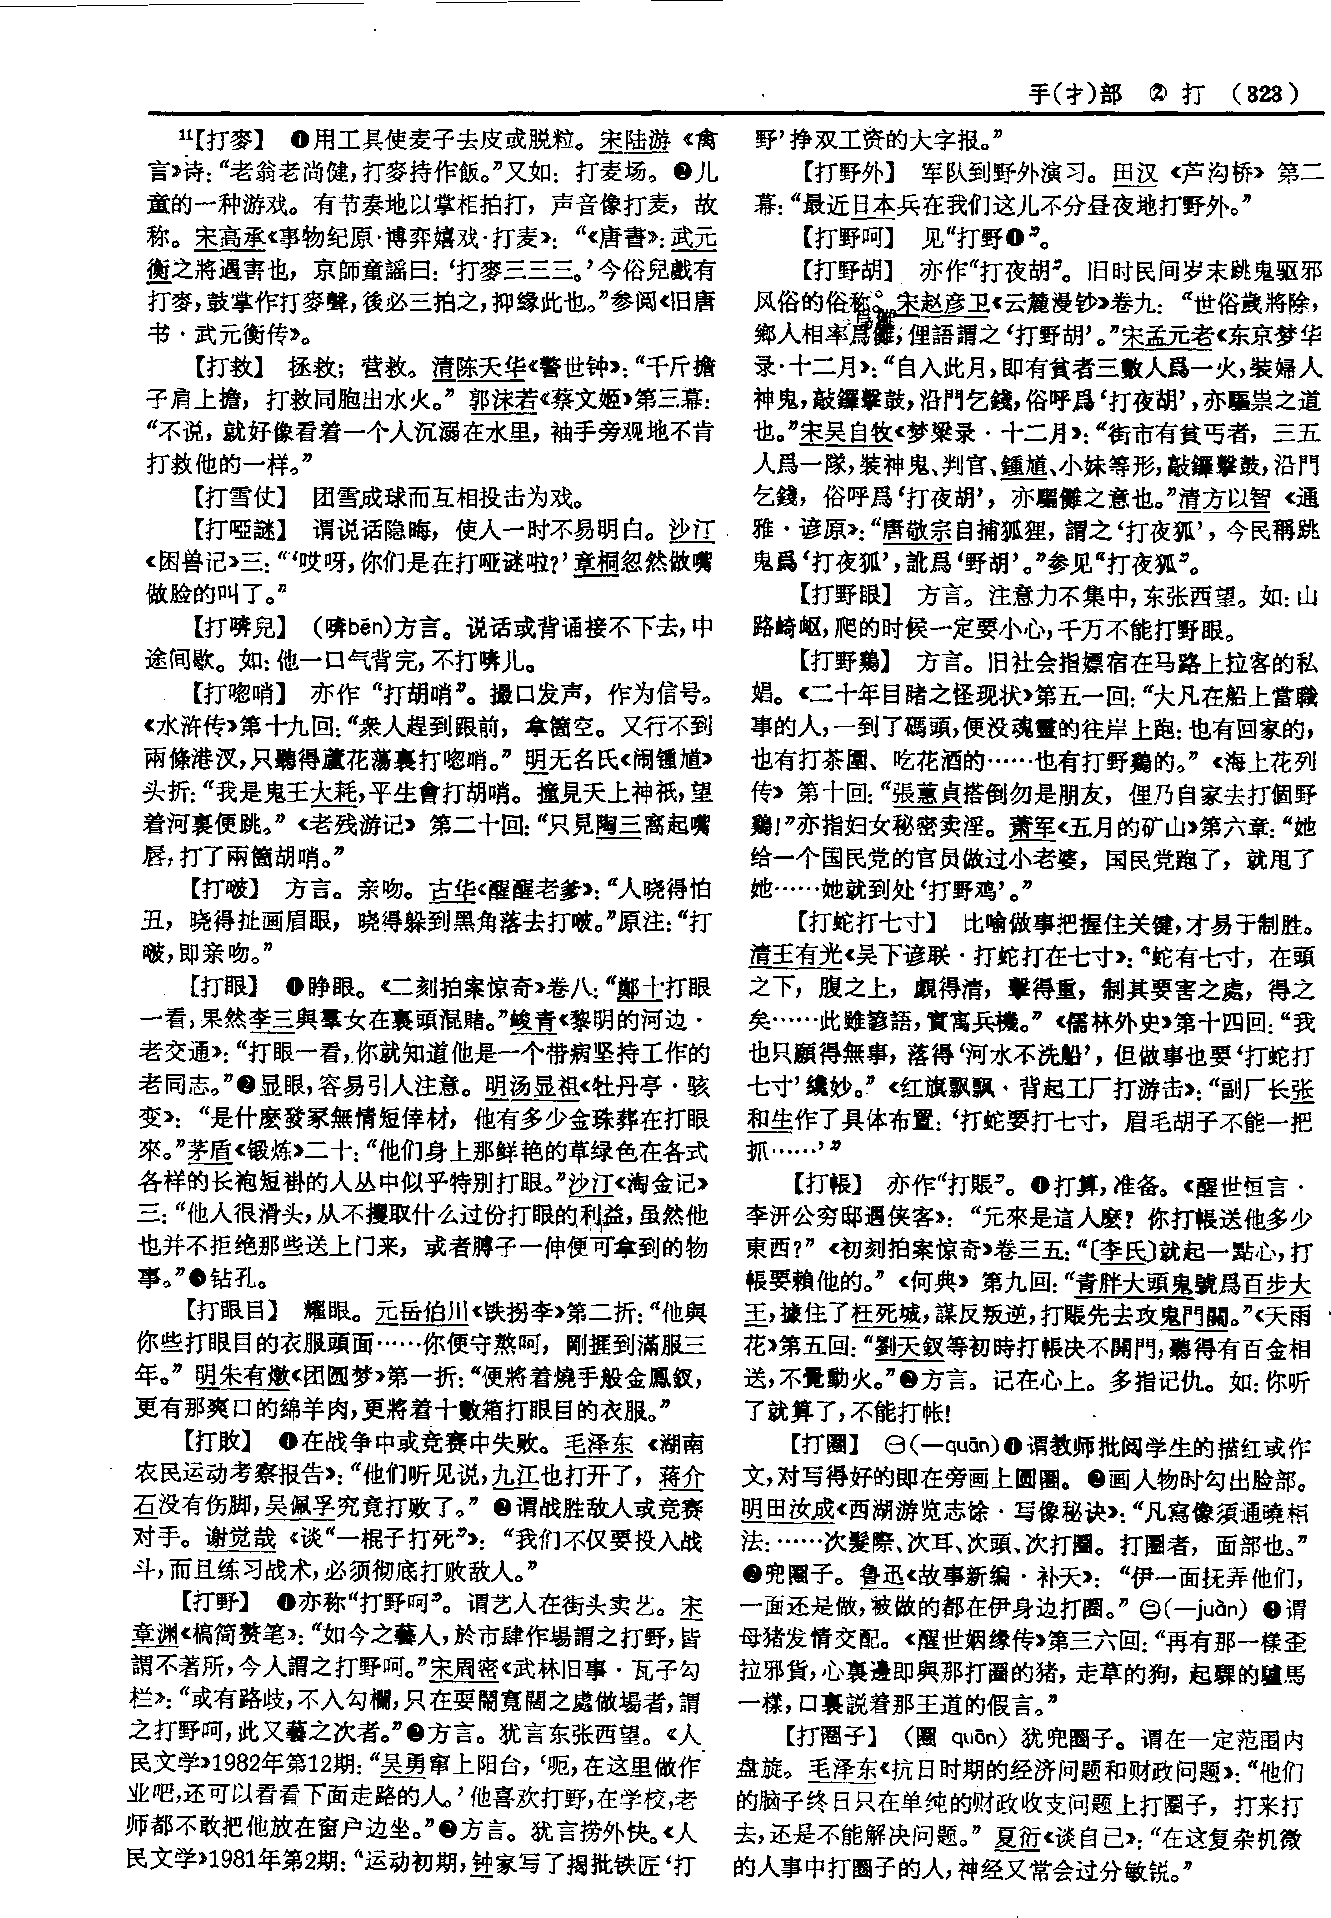 手(扌)部 ② 打 (323)
11【打麥】 ❶用工具使麦子去皮或脱粒。宋陆游《禽
言》诗：“老翁老尚健，打麥持作飯。”又如：打麦场。❷儿
童的一种游戏。有节奏地以掌相拍打，声音像打麦，故
称。宋高承《事物纪原·博弈嬉戏·打麦》：“《唐書》：武元
衡之將遇害也，京師童謡曰：‘打麥三三三。’今俗兒戲有
打麥，鼓掌作打麥聲，後必三拍之，抑缘此也。”参阅《旧唐
书·武元衡传》。
【打救】 拯救；营救。清陈天华《警世钟》：“千斤擔
子肩上擔，打救同胞出水火。”郭沫若《蔡文姬》第三幕：
“不说，就好像看着一个人沉溺在水里，袖手旁观地不肯
打救他的一样。”
【打雪仗】 团雪成球而互相投击为戏。
【打啞謎】 谓说话隐晦，使人一时不易明白。沙汀
《困兽记》三：“‘哎呀，你们是在打哑谜啦？’章桐忽然做嘴
做脸的叫了。”
【打唪兒】 (唪běn)方言。说话或背诵接不下去，中
途间歇。如：他一口气背完，不打唪儿。
【打唿哨】 亦作“打胡哨”。撮口发声，作为信号。
《水浒传》第十九回：“衆人趕到跟前，拿箇空。又行不到
兩條港汊，只聽得蘆花蕩裏打唿哨。”明无名氏《闹锺馗》
头折：“我是鬼王大耗，平生會打胡哨。撞見天上神祇，望
着河裏便跳。”《老残游记》第二十回：“只見陶三窩起嘴
唇，打了兩箇胡哨。”
【打啵】 方言。亲吻。古华《醒醒老爹》：“人晓得怕
丑，晓得扯画眉眼，晓得躲到黑角落去打啵。”原注：“打
啵，即亲吻。”
【打眼】 ❶睁眼。《二刻拍案惊奇》卷八：“鄭十打眼
一看，果然李三與羣女在裏頭混賭。”峻青《黎明的河边·
老交通》：“打眼一看，你就知道他是一个带病坚持工作的
老同志。”❷显眼，容易引人注意。明汤显祖《牡丹亭·骇
变》：“是什麽發冢無情短倖材，他有多少金珠葬在打眼
來。”茅盾《锻炼》二十：“他们身上那鲜艳的草绿色在各式
各样的长袍短褂的人丛中似乎特别打眼。”沙汀《淘金记》
三：“他人很滑头，从不攫取什么过份打眼的利益，虽然他
也并不拒绝那些送上门来，或者膊子一伸便可拿到的物
事。”❸钻孔。
【打眼目】 耀眼。元岳伯川《铁拐李》第二折：“他與
你些打眼目的衣服頭面……你便守熬呵，剛捱到滿服三
年。”明朱有燉《团圆梦》第一折：“便將着燒手般金鳳釵，
更有那爽口的綿羊肉，更將着十數箱打眼目的衣服。”
【打敗】 ❶在战争中或竞赛中失败。毛泽东《湖南
农民运动考察报告》：“他们听见说，九江也打开了，蒋介
石没有伤脚，吴佩孚究竟打败了。”❷谓战胜敌人或竞赛
对手。谢觉哉《谈“一棍子打死”》：“我们不仅要投入战
斗，而且练习战术，必须彻底打败敌人。”
【打野】 ❶亦称“打野呵”。谓艺人在街头卖艺。宋
章渊《槁简赘笔》：“如今之藝人，於市肆作場謂之打野，皆
謂不著所，今人謂之打野呵。”宋周密《武林旧事·瓦子勾
栏》：“或有路歧，不入勾欄，只在耍鬧寬闊之處做場者，謂
之打野呵，此又藝之次者。”❷方言。犹言东张西望。《人
民文学》1982年第12期：“吴勇窜上阳台，‘呃，在这里做作
业吧，还可以看看下面走路的人。’他喜欢打野，在学校，老
师都不敢把他放在窗户边坐。”❸方言。犹言捞外快。《人
民文学》1981年第2期：“运动初期，钟家写了揭批铁匠‘打
野’挣双工资的大字报。”
【打野外】 军队到野外演习。田汉《芦沟桥》第二
幕：“最近日本兵在我们这儿不分昼夜地打野外。”
【打野呵】 见“打野❶”。
【打野胡】 亦作“打夜胡”。旧时民间岁末跳鬼驱邪
风俗的俗称。宋赵彦卫《云麓漫钞》卷九：“世俗歲將除，
鄉人相率爲儺，俚語謂之‘打野胡’。”宋孟元老《东京梦华
录·十二月》：“自入此月，即有貧者三數人爲一火，裝婦人
神鬼，敲鑼擊鼓，沿門乞錢，俗呼爲‘打夜胡’，亦驅祟之道
也。”宋吴自牧《梦粱录·十二月》：“街市有貧丐者，三五
人爲一隊，裝神鬼、判官、鍾馗、小妹等形，敲鑼擊鼓，沿門
乞錢，俗呼爲‘打夜胡’，亦驅儺之意也。”清方以智《通
雅·谚原》：“唐敬宗自捕狐狸，謂之‘打夜狐’，今民稱跳
鬼爲‘打夜狐’，訛爲‘野胡’。”参见“打夜狐”。
【打野眼】 方言。注意力不集中，东张西望。如：山
路崎岖，爬的时候一定要小心，千万不能打野眼。
【打野鷄】 方言。旧社会指嫖宿在马路上拉客的私
娼。《二十年目睹之怪现状》第五一回：“大凡在船上當職
事的人，一到了碼頭，便没魂靈的往岸上跑：也有回家的，
也有打茶圍、吃花酒的……也有打野鷄的。”《海上花列
传》第十回：“張蕙貞搭倒勿是朋友，俚乃自家去打個野
鷄！”亦指妇女秘密卖淫。萧军《五月的矿山》第六章：“她
给一个国民党的官员做过小老婆，国民党跑了，就甩了
她……她就到处‘打野鸡’。”
【打蛇打七寸】 比喻做事把握住关键，才易于制胜。
清王有光《吴下谚联·打蛇打在七寸》：“蛇有七寸，在頭
之下，腹之上，覷得清，擊得重，制其要害之處，得之
矣……此雖諺語，實寓兵機。”《儒林外史》第十四回：“我
也只願得無事，落得‘河水不洗船’，但做事也要‘打蛇打
七寸’纔妙。”《红旗飘飘·背起工厂打游击》：“副厂长张
和生作了具体布置：‘打蛇要打七寸，眉毛胡子不能一把
抓……’”
【打帳】 亦作“打賬”。❶打算，准备。《醒世恒言·
李汧公穷邸遇侠客》：“元來是這人麽？你打帳送他多少
東西？”《初刻拍案惊奇》卷三五：“〔李氏〕就起一點心，打
帳要賴他的。”《何典》第九回：“青胖大頭鬼號爲百步大
王，據住了枉死城，謀反叛逆，打賬先去攻鬼門關。”《天雨
花》第五回：“劉天釵等初時打帳决不開門，聽得有百金相
送，不覺動火。”❷方言。记在心上。多指记仇。如：你听
了就算了，不能打帐！
【打圈】 ㊀(—quān)❶谓教师批阅学生的描红或作
文，对写得好的即在旁画上圆圈。❷画人物时勾出脸部。
明田汝成《西湖游览志馀·写像秘诀》：“凡寫像須通曉相
法：……次髮際、次耳、次頭、次打圈。打圈者，面部也。”
❸兜圈子。鲁迅《故事新编·补天》：“伊一面抚弄他们，
一面还是做，被做的都在伊身边打圈。”㊁(—juàn) ❶谓
母猪发情交配。《醒世姻缘传》第三六回：“再有那一樣歪
拉邪貨，心裏邊即與那打圈的猪，走草的狗，起騍的驢馬
一樣，口裏説着那王道的假言。”
【打圈子】 (圈 quān) 犹兜圈子。谓在一定范围内
盘旋。毛泽东《抗日时期的经济问题和财政问题》：“他们
的脑子终日只在单纯的财政收支问题上打圈子，打来打
去，还是不能解决问题。”夏衍《谈自己》：“在这复杂机微
的人事中打圈子的人，神经又常会过分敏锐。”